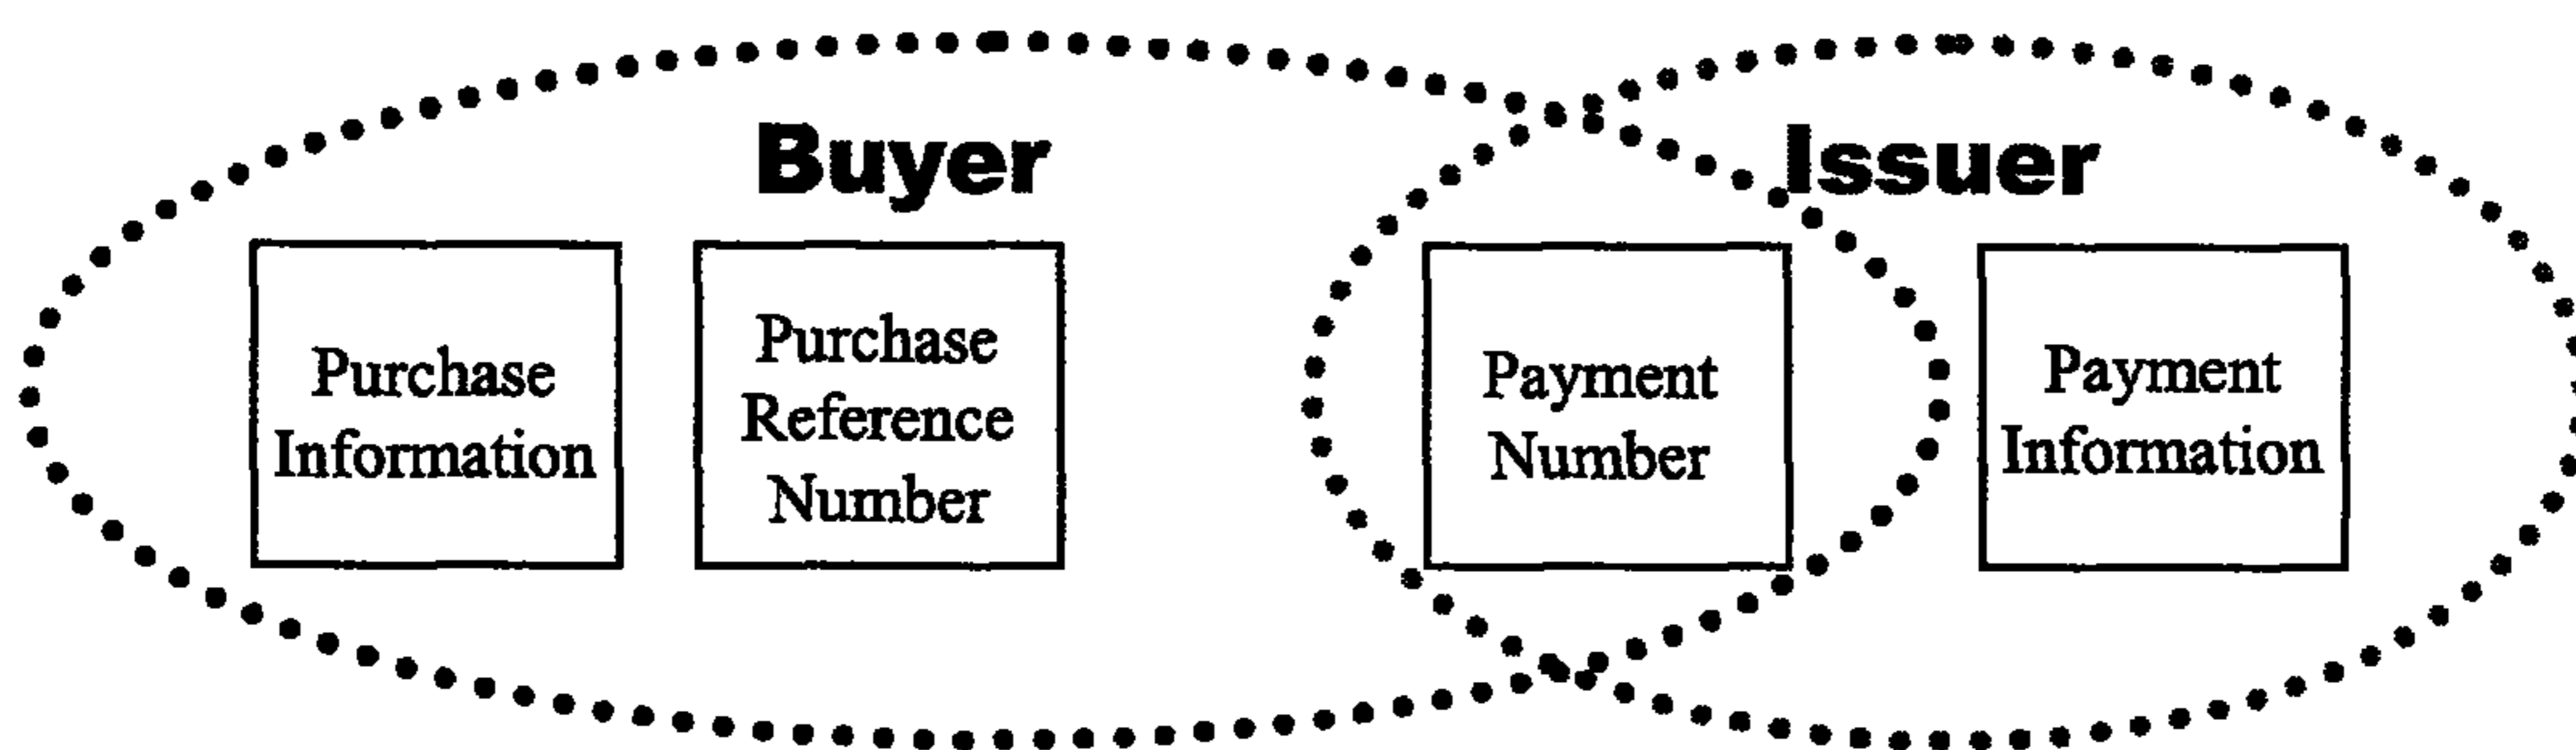 Buyer
Issuer
Purchase
Information
Purchase
Reference
Number
Payment
Number
Payment
Information